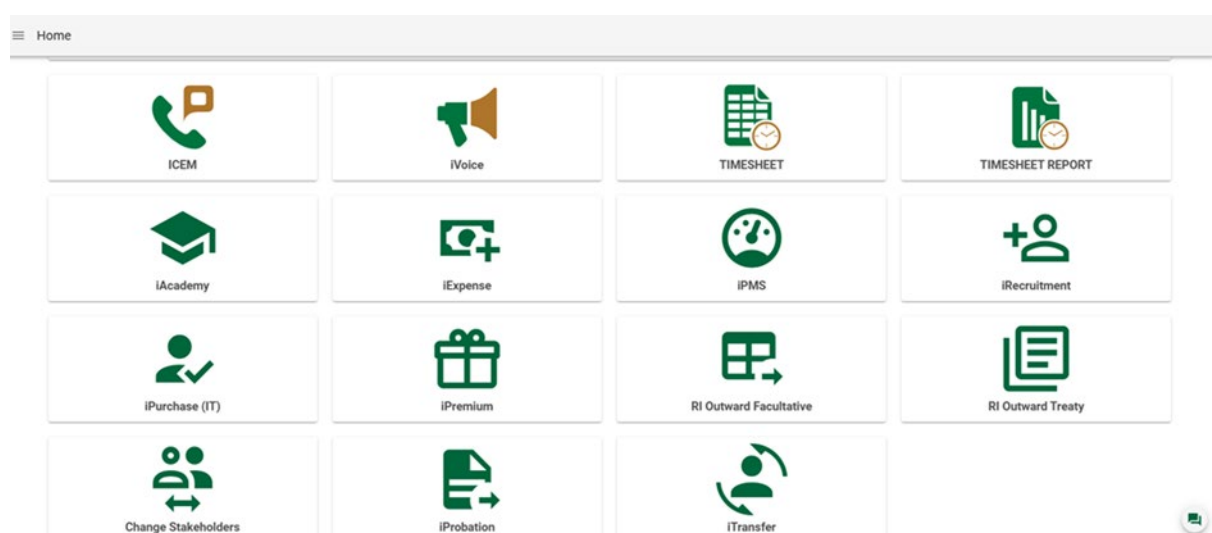 Home
ICEM
iVoice
TIMESHEET
TIMESHEET REPORT
iAcademy
iExpense
iPMS
iRecruitment
iPurchase (IT)
iPremium
RI Outward Facultative
RI Outward Treaty
Change Stakeholders
iProbation
iTransfer